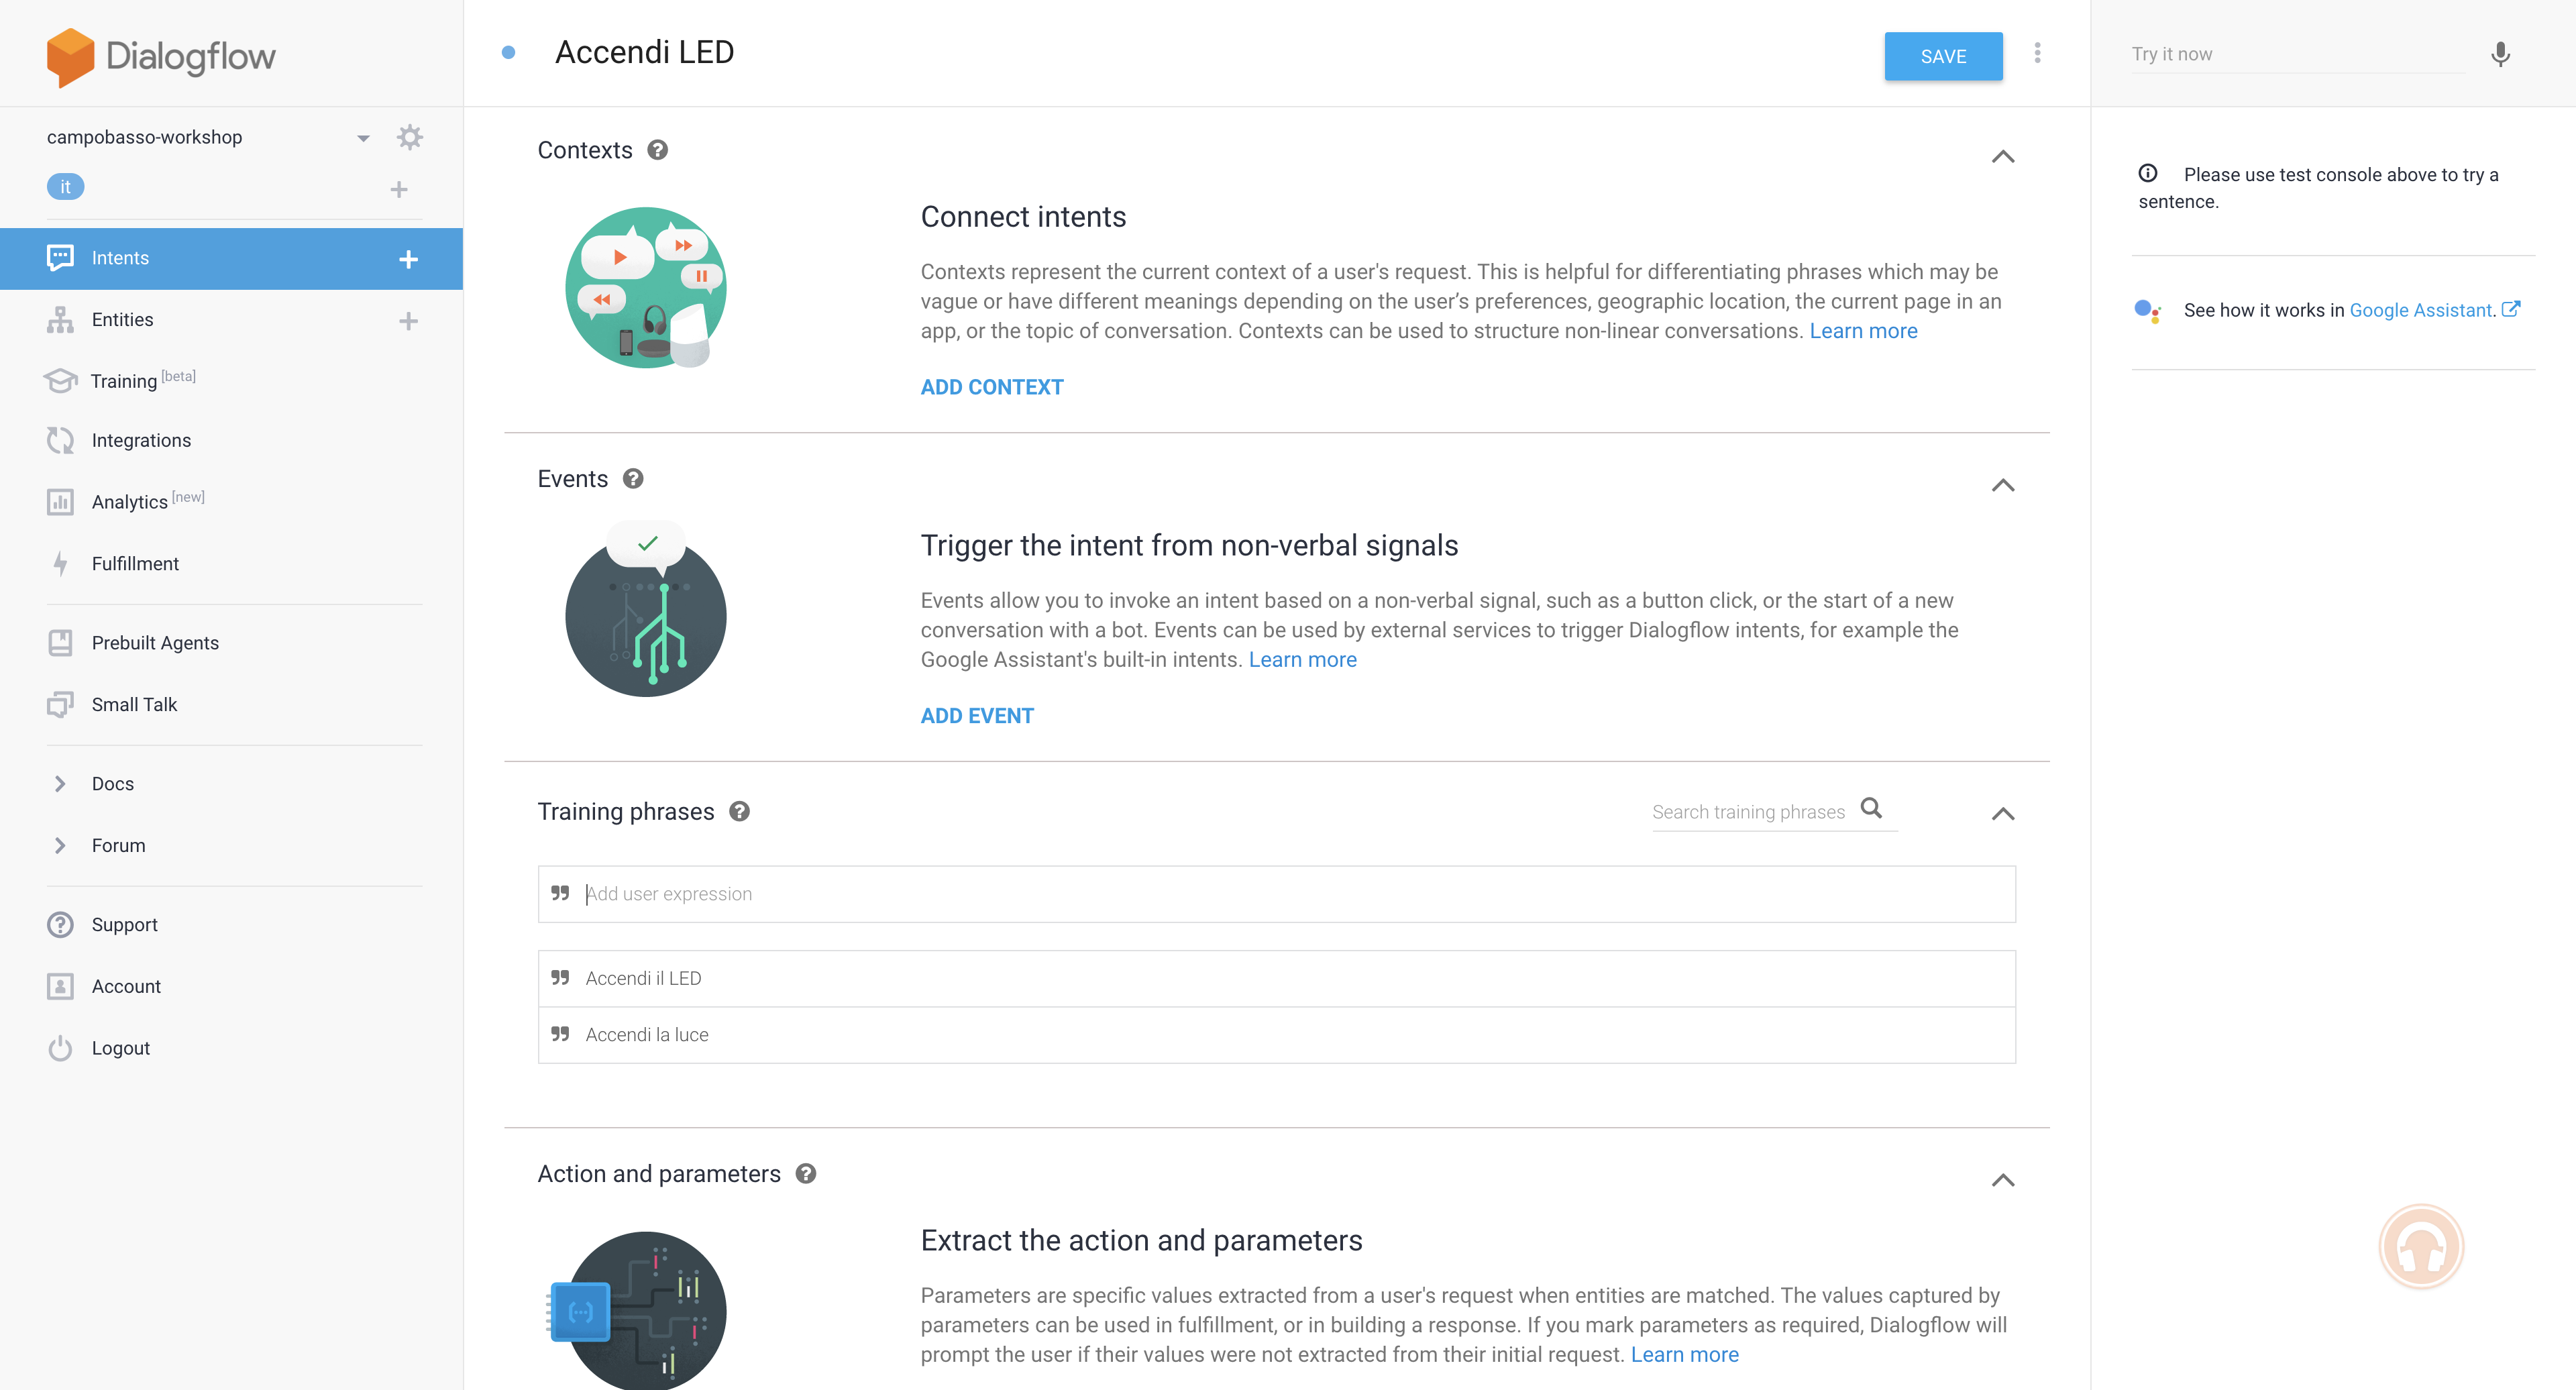 Dialogflow
campobasso-workshop
it
Intents
Entities
Training [beta]
Integrations
Analytics [new]
Fulfillment
Prebuilt Agents
Small Talk
Docs
Forum
Support
Account
Logout
Accendi LED
SAVE
Contexts
Connect intents
Contexts represent the current context of a user's request. This is helpful for differentiating phrases which may be
vague or have different meanings depending on the user’s preferences, geographic location, the current page in an
app, or the topic of conversation. Contexts can be used to structure non-linear conversations. Learn more
ADD CONTEXT
Events
Trigger the intent from non-verbal signals
Events allow you to invoke an intent based on a non-verbal signal, such as a button click, or the start of a new
conversation with a bot. Events can be used by external services to trigger Dialogflow intents, for example the
Google Assistant's built-in intents. Learn more
ADD EVENT
Training phrases
Search training phrases
Add user expression
Accendi il LED
Accendi la luce
Action and parameters
Extract the action and parameters
Parameters are specific values extracted from a user's request when entities are matched. The values captured by
parameters can be used in fulfillment, or in building a response. If you mark parameters as required, Dialogflow will
prompt the user if their values were not extracted from their initial request. Learn more
Try it now
Please use test console above to try a
sentence.
See how it works in Google Assistant.